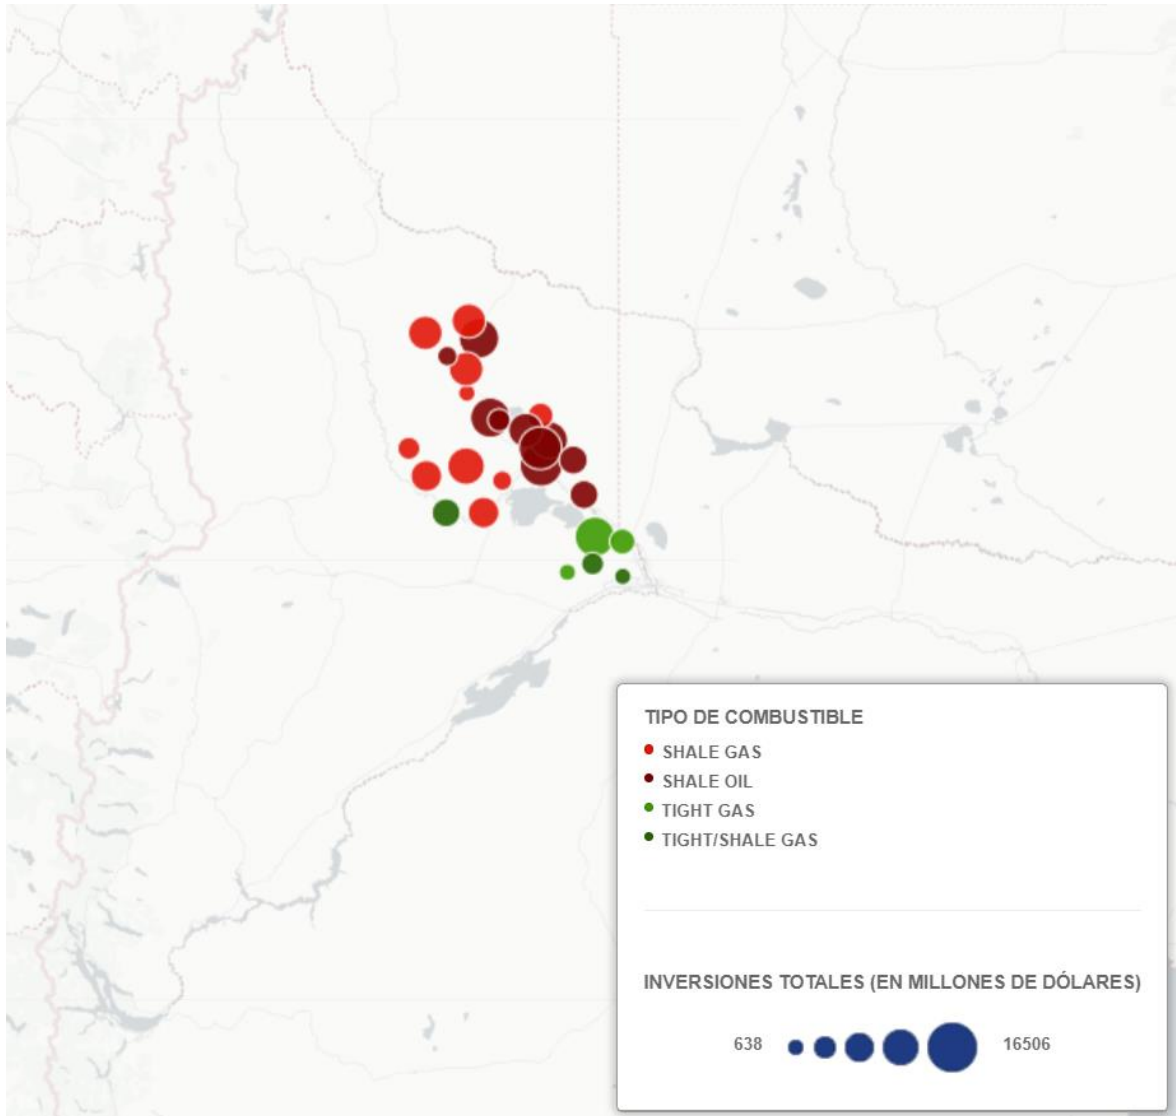 TIPO DE COMBUSTIBLE
SHALE GAS
SHALE OIL
TIGHT GAS
TIGHT/SHALE GAS
INVERSIONES TOTALES (EN MILLONES DE DÓLARES)
638 16506